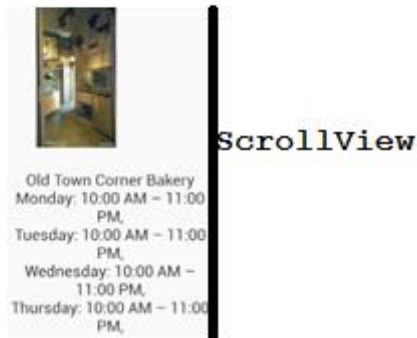 ScrollView
Old Town Corner Bakery
Monday: 10:00 AM – 11:00
PM,
Tuesday: 10:00 AM – 11:00
PM,
Wednesday: 10:00 AM –
11:00 PM,
Thursday: 10:00 AM – 11:00
PM,